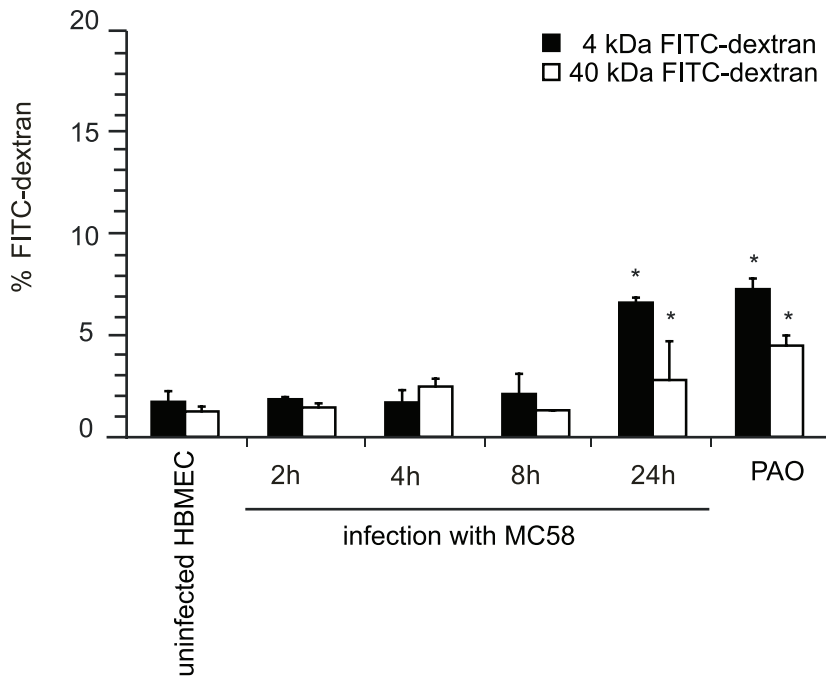 20
15
10
5
0
% FITC-dextran
4 kDa FITC-dextran
40 kDa FITC-dextran
*
*
*
*
uninfected HBMEC
2h
4h
8h
24h
PAO
infection with MC58